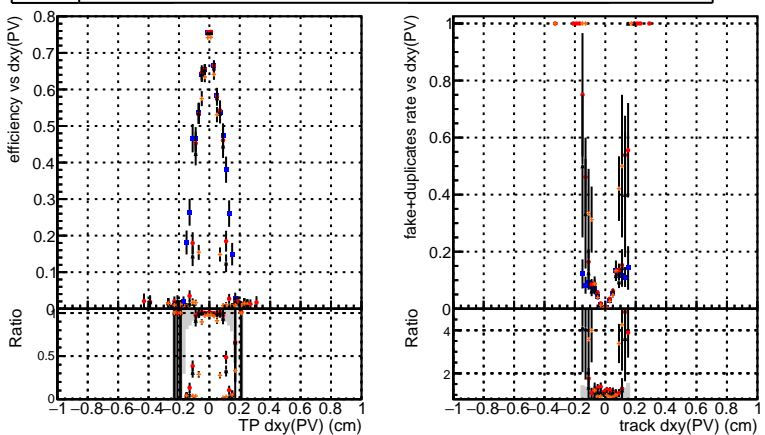 0.8
0.7
0.6
0.5
0.4
0.3
0.2
0.1
efficiency vs dxy(PV)
1
0.5
0
Ratio
−1 −0.8 −0.6 −0.4 −0.2 0 0.2 0.4 0.6 0.8 1
TP dxy(PV) (cm)
1
0.8
0.6
0.4
0.2
0
fake+duplicates rate vs dxy(PV)
4
2
Ratio
−1 −0.8 −0.6 −0.4 −0.2 0 0.2 0.4 0.6 0.8 1
track dxy(PV) (cm)